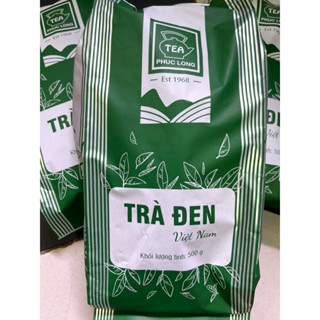 TEA
PHUC LONG
Est 1968
TRÀ ĐEN
Việt Nam
Khối lượng tịnh: 500 g